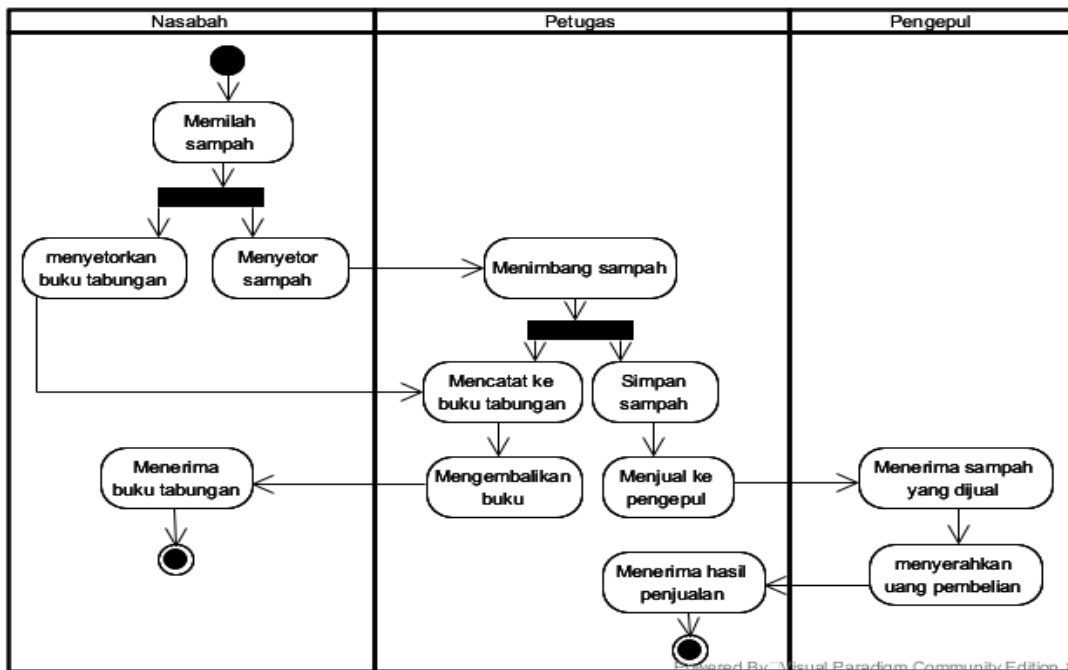 Nasabah
Petugas
Pengepul
Memilah
sampah
menyetorkan
buku tabungan
Menyetor
sampah
Menimbang sampah
Mencatat ke
buku tabungan
Simpan
sampah
Menerima
buku tabungan
Mengembalikan
buku
Menjual ke
pengepul
Menerima sampah
yang dijual
Menerima hasil
penjualan
menyerahkan
uang pembelian
Powered By Visual Paradigm Community Edition